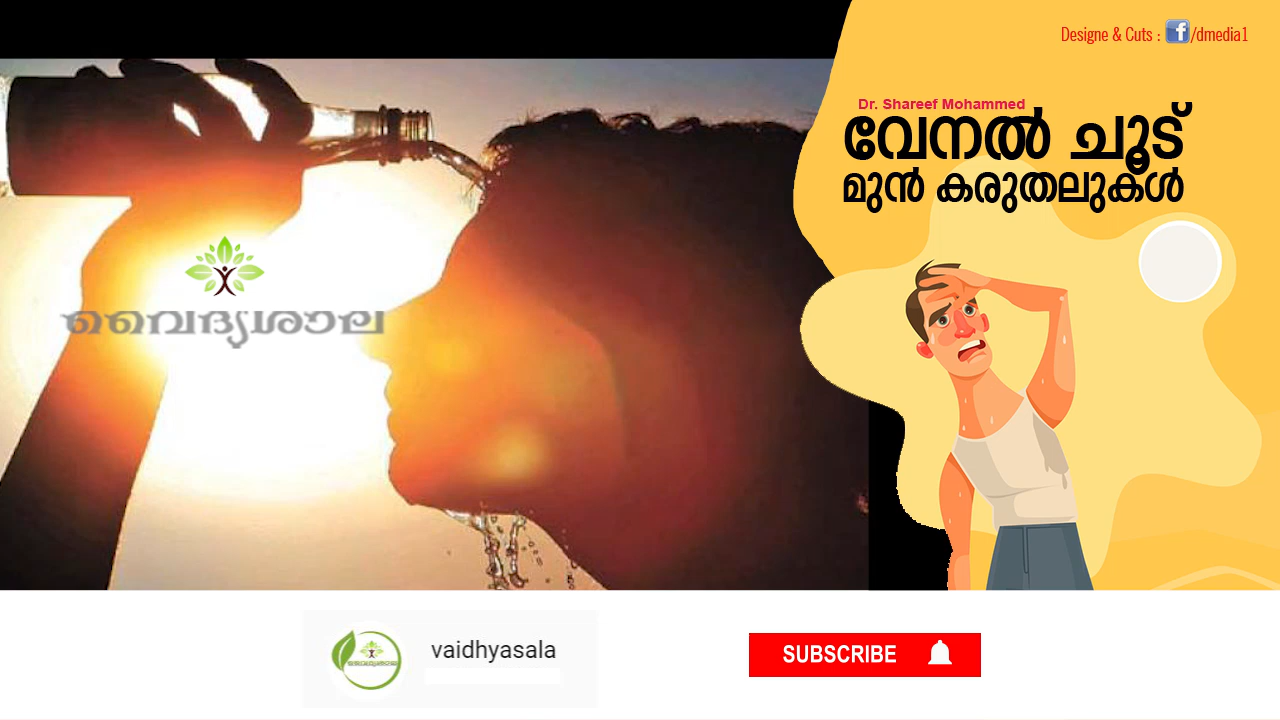 Designe & Cuts : f/dmedia1
Dr. Shareef Mohammed
വേനൽ ചൂട്
മുൻ കരുതലുകൾ
വൈദ്യശാല
vaidhyasala
SUBSCRIBE